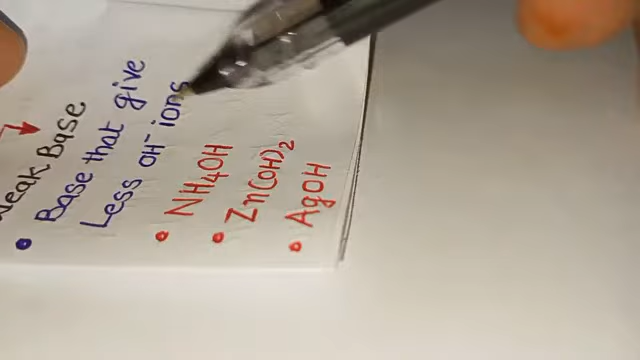 Weak Base
• Base that give
Less OH⁻ ions
• NH₄OH
• Zn(OH)₂
• AgOH